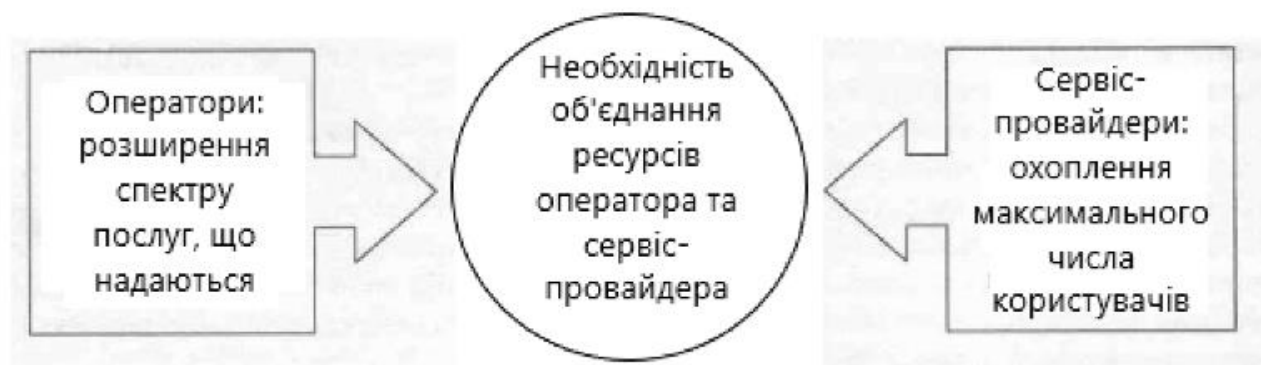 Оператори:
розширення
спектру
послуг, що
надаються
Необхідність
об'єднання
ресурсів
оператора та
сервіс-
провайдера
Сервіс-
провайдери:
охоплення
максимального
числа
користувачів